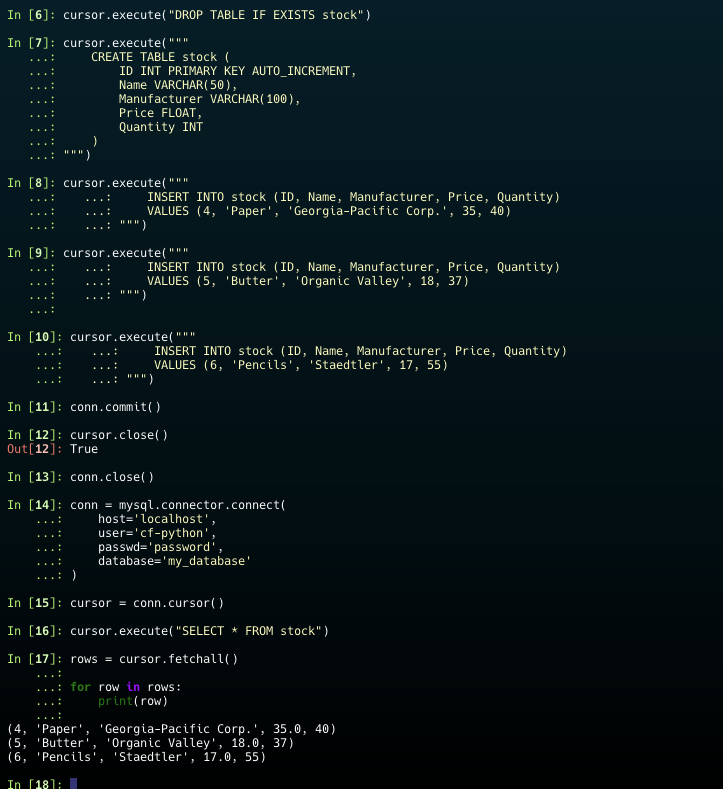 In [6]: cursor.execute("DROP TABLE IF EXISTS stock")
In [7]: cursor.execute("""
   ...:     CREATE TABLE stock (
   ...:         ID INT PRIMARY KEY AUTO_INCREMENT,
   ...:         Name VARCHAR(50),
   ...:         Manufacturer VARCHAR(100),
   ...:         Price FLOAT,
   ...:         Quantity INT
   ...:     )
   ...: """)
In [8]: cursor.execute("""
   ...:    ...:     INSERT INTO stock (ID, Name, Manufacturer, Price, Quantity)
   ...:    ...:     VALUES (4, 'Paper', 'Georgia-Pacific Corp.', 35, 40)
   ...:    ...: """)
In [9]: cursor.execute("""
   ...:    ...:     INSERT INTO stock (ID, Name, Manufacturer, Price, Quantity)
   ...:    ...:     VALUES (5, 'Butter', 'Organic Valley', 18, 37)
   ...:    ...: """)
   ...:
In [10]: cursor.execute("""
    ...:    ...:     INSERT INTO stock (ID, Name, Manufacturer, Price, Quantity)
    ...:    ...:     VALUES (6, 'Pencils', 'Staedtler', 17, 55)
    ...:    ...: """)
In [11]: conn.commit()
In [12]: cursor.close()
Out[12]: True
In [13]: conn.close()
In [14]: conn = mysql.connector.connect(
    ...:     host='localhost',
    ...:     user='cf-python',
    ...:     passwd='password',
    ...:     database='my_database'
    ...: )
In [15]: cursor = conn.cursor()
In [16]: cursor.execute("SELECT * FROM stock")
In [17]: rows = cursor.fetchall()
    ...:
    ...: for row in rows:
    ...:     print(row)
    ...:
(4, 'Paper', 'Georgia-Pacific Corp.', 35.0, 40)
(5, 'Butter', 'Organic Valley', 18.0, 37)
(6, 'Pencils', 'Staedtler', 17.0, 55)
In [18]: